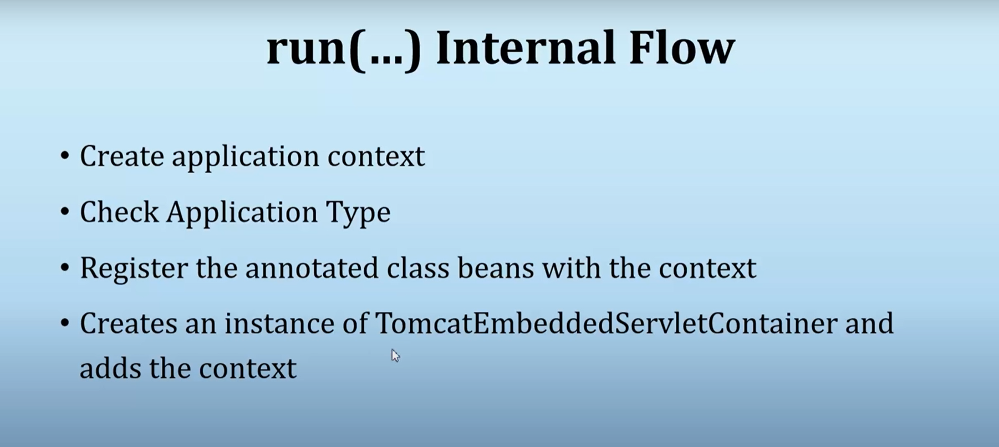 run(...) Internal Flow
• Create application context
• Check Application Type
• Register the annotated class beans with the context
• Creates an instance of TomcatEmbeddedServletContainer and
adds the context